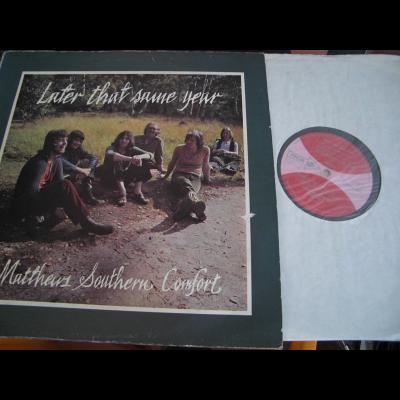 Later that same year
Matthews Southern Comfort